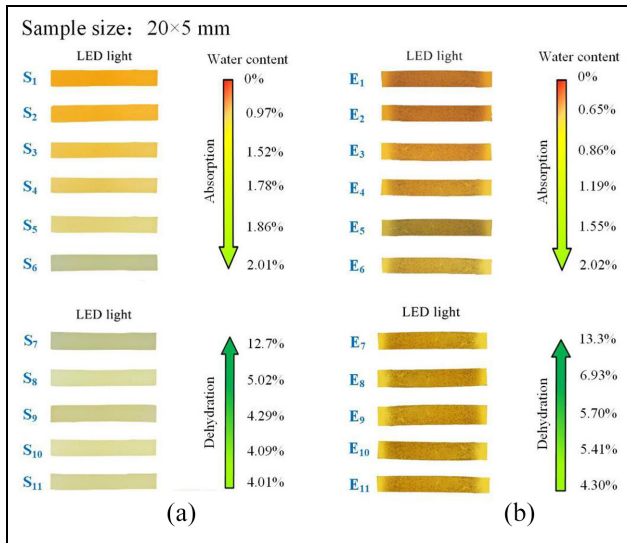 Sample size: 20×5 mm
LED light Water content
S1 0%
S2 0.97%
S3 1.52%
S4 1.78%
S5 1.86%
S6 2.01%
Absorption
LED light
S7 12.7%
S8 5.02%
S9 4.29%
S10 4.09%
S11 4.01%
Dehydration
(a)
LED light Water content
E1 0%
E2 0.65%
E3 0.86%
E4 1.19%
E5 1.55%
E6 2.02%
Absorption
LED light
E7 13.3%
E8 6.93%
E9 5.70%
E10 5.41%
E11 4.30%
Dehydration
(b)